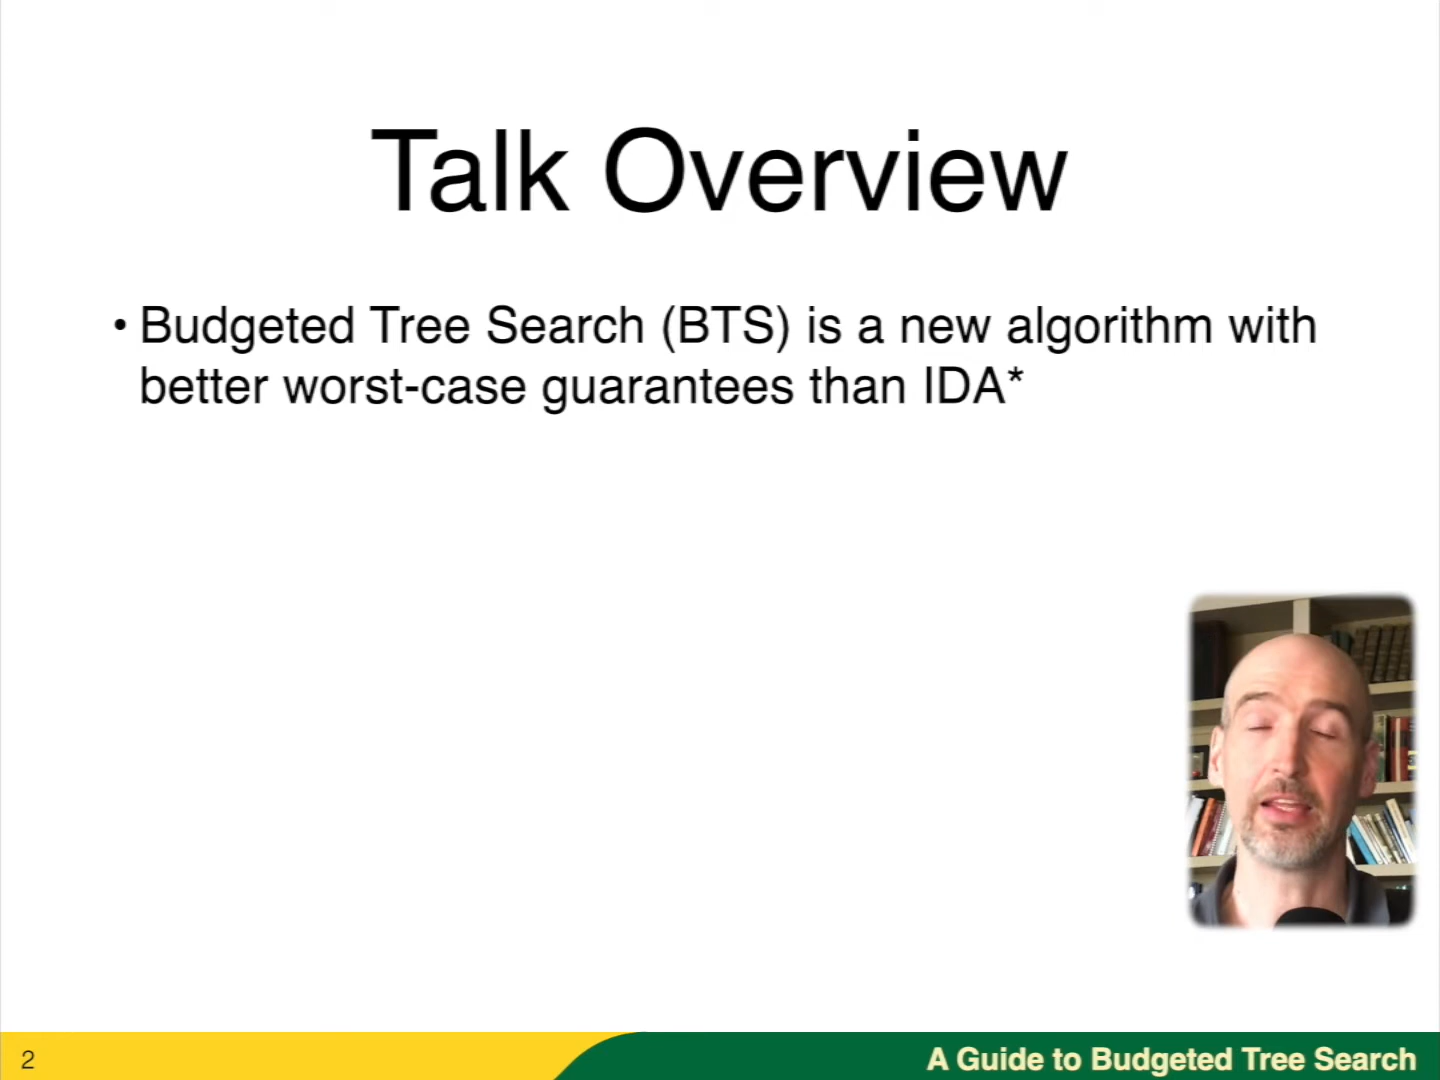 Talk Overview
• Budgeted Tree Search (BTS) is a new algorithm with
better worst-case guarantees than IDA*
2
A Guide to Budgeted Tree Search